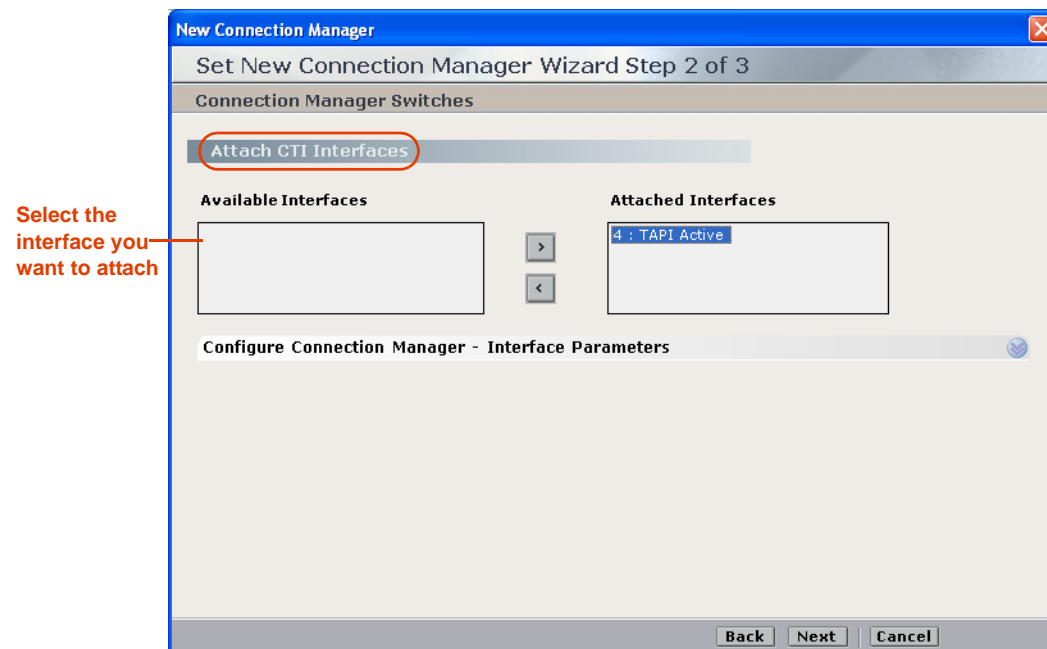 New Connection Manager
Set New Connection Manager Wizard Step 2 of 3
Connection Manager Switches
Attach CTI Interfaces
Available Interfaces
Attached Interfaces
Select the
interface you
want to attach
4 : TAPI Active
>
<
Configure Connection Manager - Interface Parameters
Back
Next
Cancel